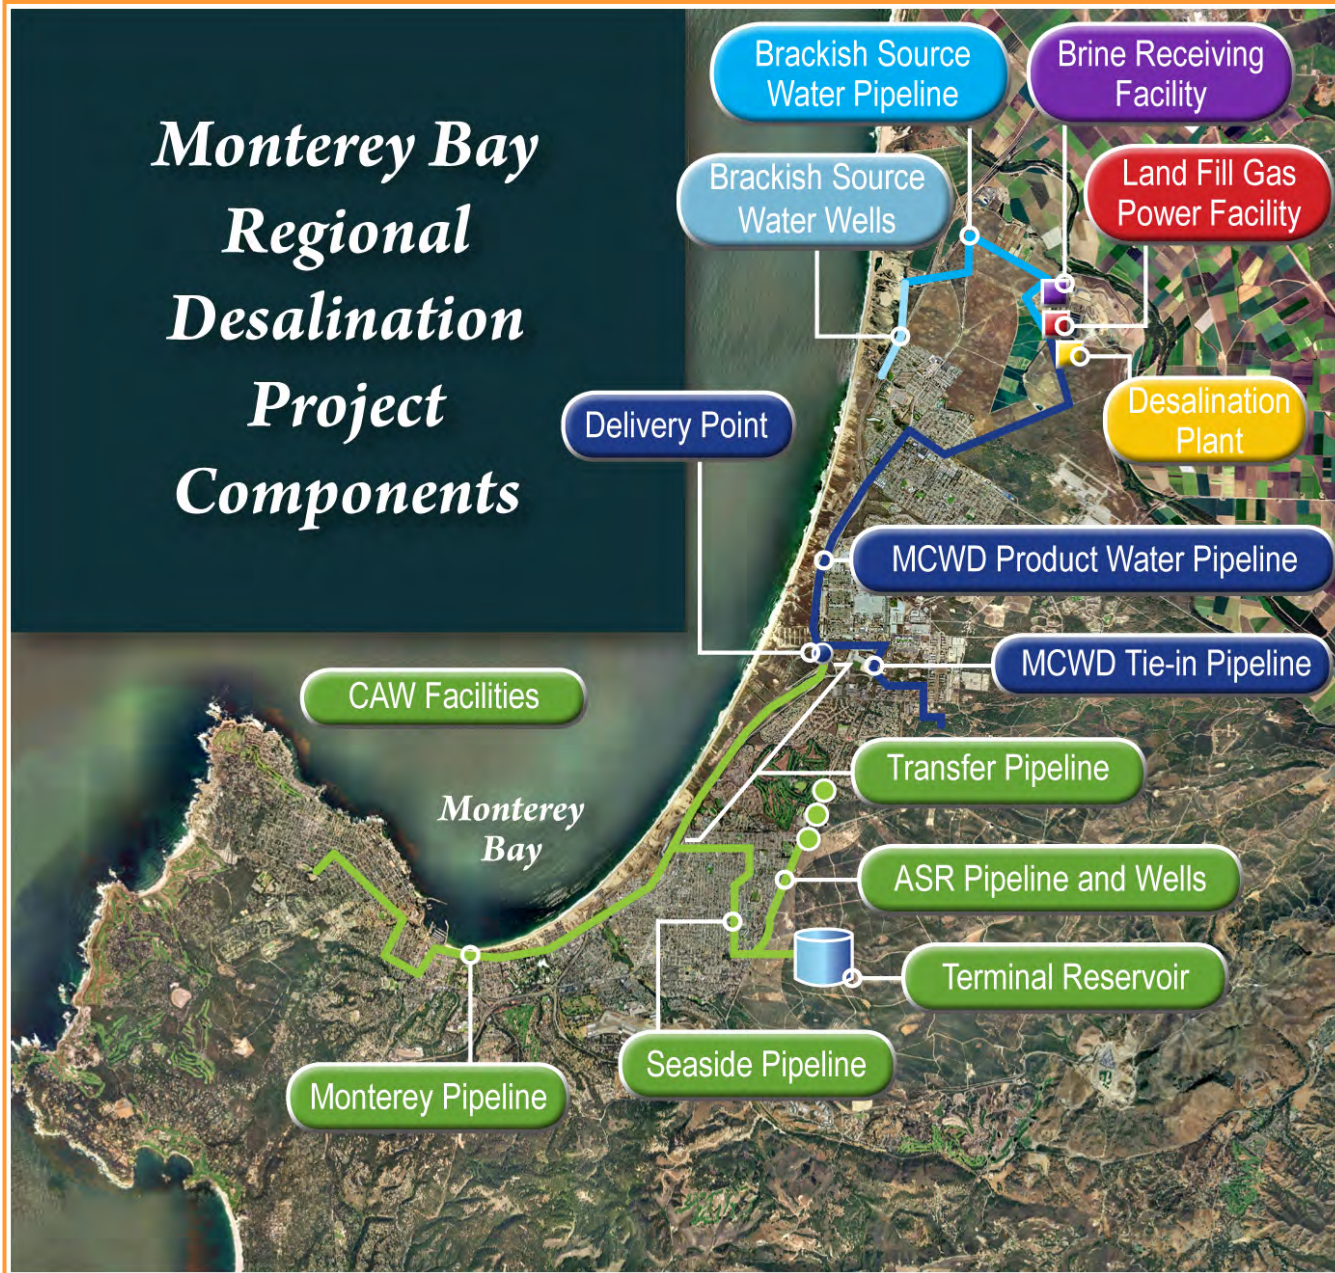 Monterey Bay
Regional
Desalination
Project
Components
Brackish Source
Water Pipeline
Brine Receiving
Facility
Brackish Source
Water Wells
Land Fill Gas
Power Facility
Desalination
Plant
Delivery Point
MCWD Product Water Pipeline
MCWD Tie-in Pipeline
CAW Facilities
Transfer Pipeline
Monterey
Bay
ASR Pipeline and Wells
Terminal Reservoir
Seaside Pipeline
Monterey Pipeline